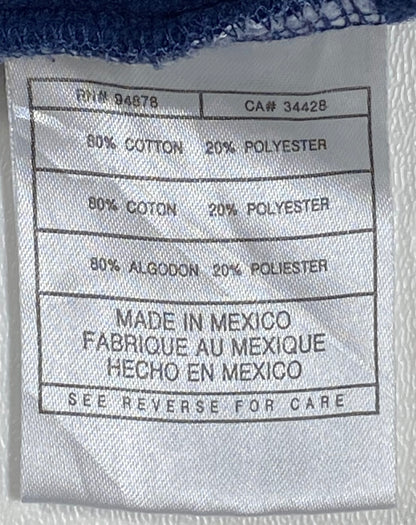 RN# 94878 CA# 34428
80% COTTON 20% POLYESTER
80% COTON 20% POLYESTER
80% ALGODON 20% POLIESTER
MADE IN MEXICO
FABRIQUE AU MEXIQUE
HECHO EN MEXICO
SEE REVERSE FOR CARE